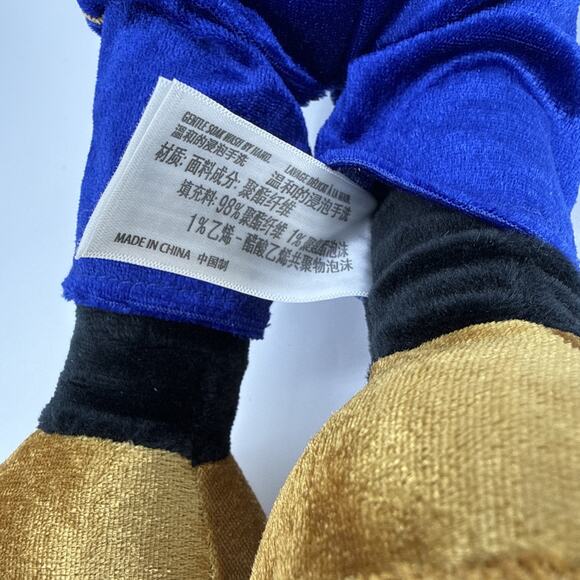 GENTLE SOAK WASH BY HAND. LAVAGE DÉLICAT À LA MAIN.
温和的浸泡手洗 温和的浸泡手洗
材质: 面料成分: 聚酯纤维
填充料: 98%聚酯纤维 1%聚酯泡沫
1%乙烯-醋酸乙烯共聚物泡沫
MADE IN CHINA 中国制